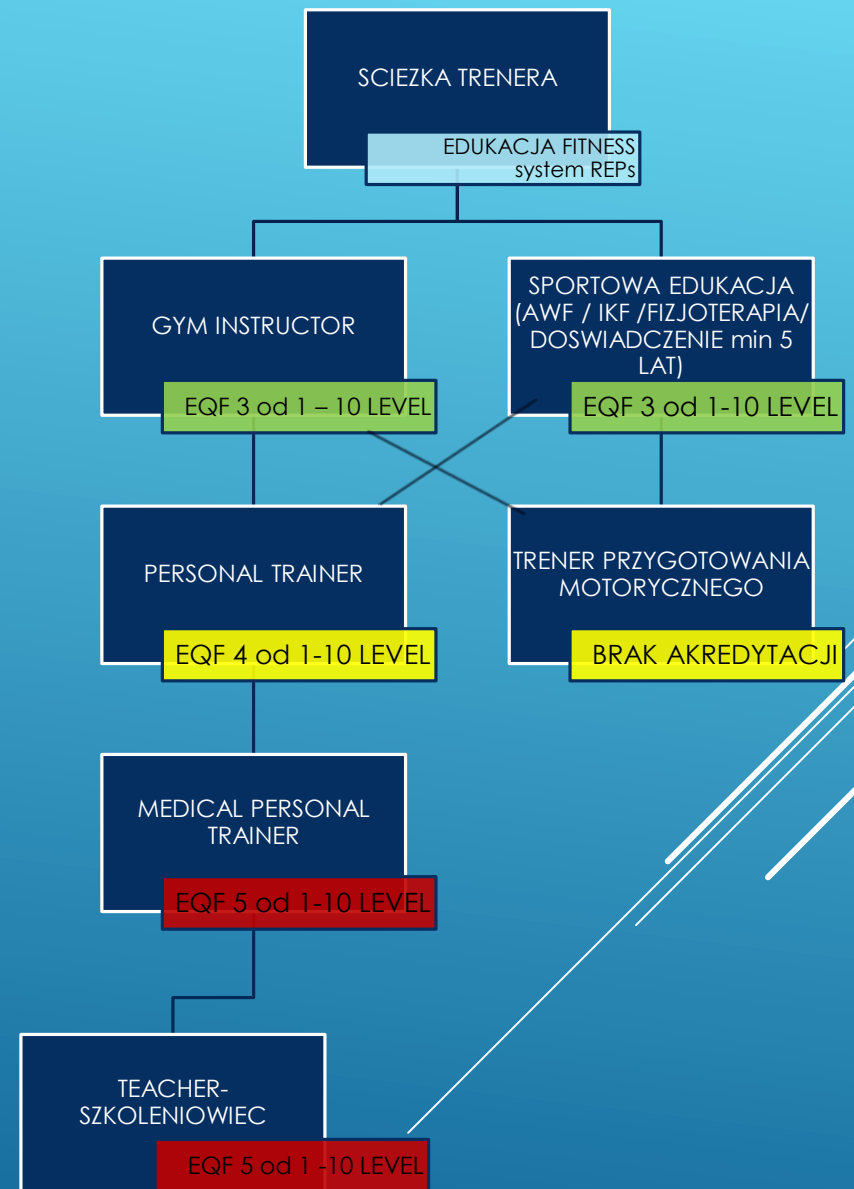 SCIEZKA TRENERA
EDUKACJA FITNESS
system REPs
GYM INSTRUCTOR
EQF 3 od 1 – 10 LEVEL
SPORTOWA EDUKACJA
(AWF / IKF /FIZJOTERAPIA/
DOSWIADCZENIE min 5
LAT)
EQF 3 od 1-10 LEVEL
PERSONAL TRAINER
EQF 4 od 1-10 LEVEL
TRENER PRZYGOTOWANIA
MOTORYCZNEGO
BRAK AKREDYTACJI
MEDICAL PERSONAL
TRAINER
EQF 5 od 1-10 LEVEL
TEACHER-
SZKOLENIOWIEC
EQF 5 od 1 -10 LEVEL